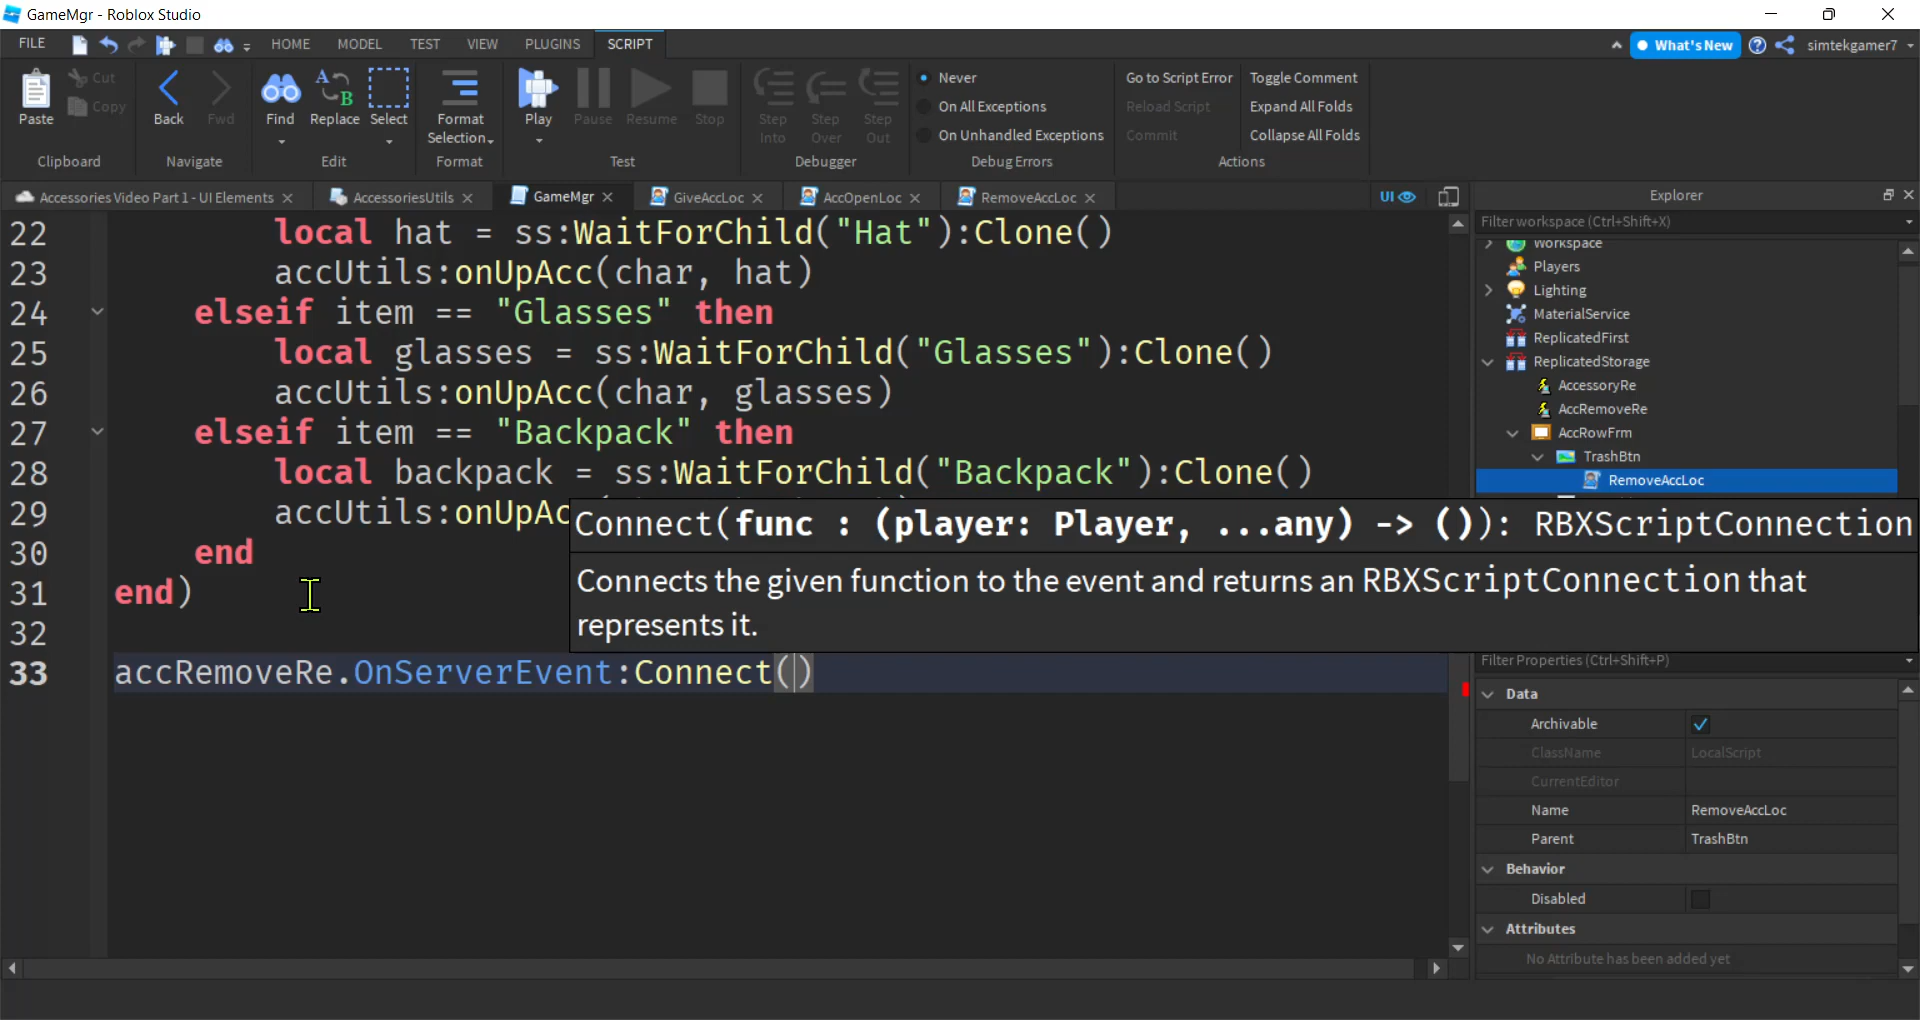 GameMgr - Roblox Studio
FILE HOME MODEL TEST VIEW PLUGINS SCRIPT What's New simtekgamer7
Paste Cut Copy Back Fwd Find Replace Select Format Selection Play Pause Resume Stop Step Into Step Over Step Out
Never Go to Script Error Toggle Comment
On All Exceptions Reload Script Expand All Folds
On Unhandled Exceptions Commit Collapse All Folds
Clipboard Navigate Edit Format Test Debugger Debug Errors Actions
Accessories Video Part 1 - UI Elements AccessoriesUtils GameMgr GiveAccLoc AccOpenLoc RemoveAccLoc UI
22 local hat = ss:WaitForChild("Hat"):Clone()
23 accUtils:onUpAcc(char, hat)
24 elseif item == "Glasses" then
25 local glasses = ss:WaitForChild("Glasses"):Clone()
26 accUtils:onUpAcc(char, glasses)
27 elseif item == "Backpack" then
28 local backpack = ss:WaitForChild("Backpack"):Clone()
29 accUtils:onUpAc
30 end
31 end)
32
33 accRemoveRe.OnServerEvent:Connect()
Connect(func : (player: Player, ...any) -> ()): RBXScriptConnection
Connects the given function to the event and returns an RBXScriptConnection that
represents it.
Explorer
Filter workspace (Ctrl+Shift+X)
Workspace
Players
Lighting
MaterialService
ReplicatedFirst
ReplicatedStorage
AccessoryRe
AccRemoveRe
AccRowFrm
TrashBtn
RemoveAccLoc
Filter Properties (Ctrl+Shift+P)
Data
Archivable
ClassName LocalScript
CurrentEditor
Name RemoveAccLoc
Parent TrashBtn
Behavior
Disabled
Attributes
No Attribute has been added yet